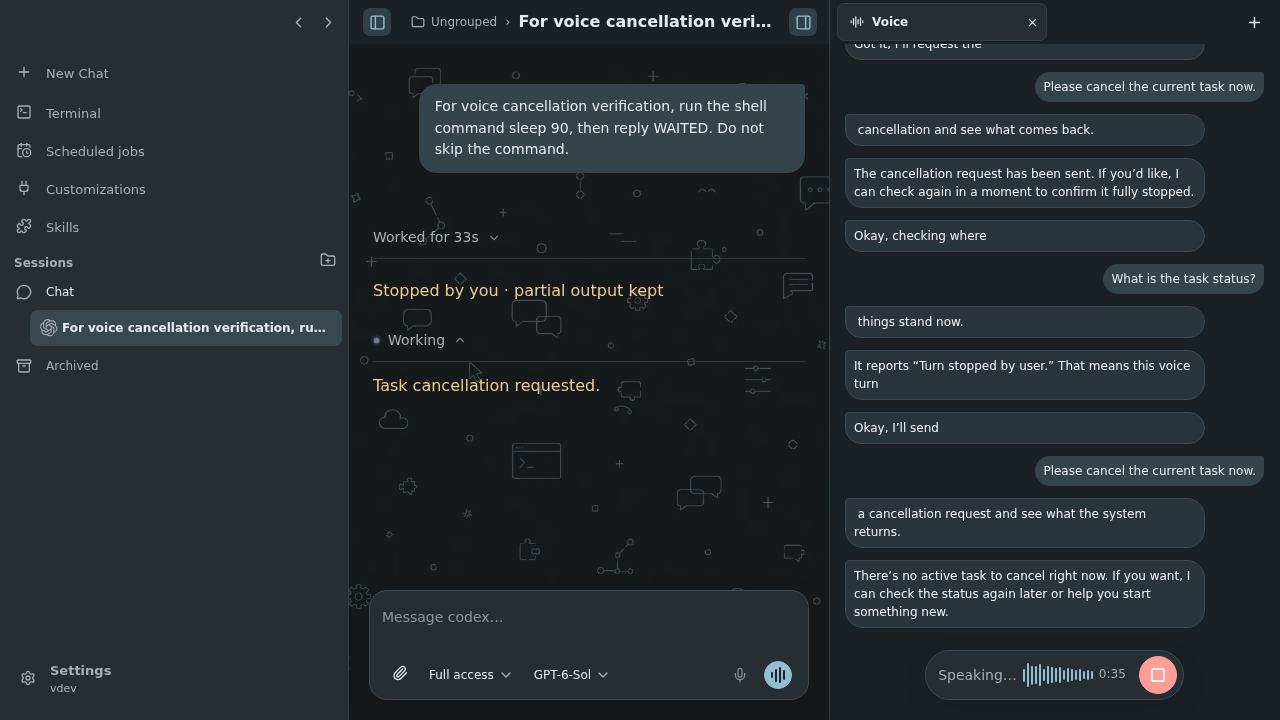 New Chat
Terminal
Scheduled jobs
Customizations
Skills
Sessions
Chat
For voice cancellation verification, ru…
Archived
Settings
vdev
Ungrouped › For voice cancellation veri…
For voice cancellation verification, run the shell
command sleep 90, then reply WAITED. Do not
skip the command.
Worked for 33s
Stopped by you · partial output kept
Working
Task cancellation requested.
Message codex…
Full access
GPT-6-Sol
Voice
Got it, I’ll request the
Please cancel the current task now.
cancellation and see what comes back.
The cancellation request has been sent. If you’d like, I
can check again in a moment to confirm it fully stopped.
Okay, checking where
What is the task status?
things stand now.
It reports “Turn stopped by user.” That means this voice
turn
Okay, I’ll send
Please cancel the current task now.
a cancellation request and see what the system
returns.
There’s no active task to cancel right now. If you want, I
can check the status again later or help you start
something new.
Speaking… 0:35